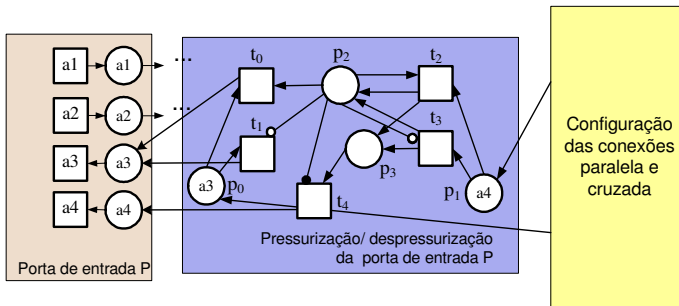 a1 a1 ...
a2 a2 ...
a3 a3
a4 a4
Porta de entrada P
t0 p2 t2
t1 t3
a3 p0 p3 p1 a4
t4
Pressurização/ despressurização
da porta de entrada P
Configuração
das conexões
paralela e
cruzada